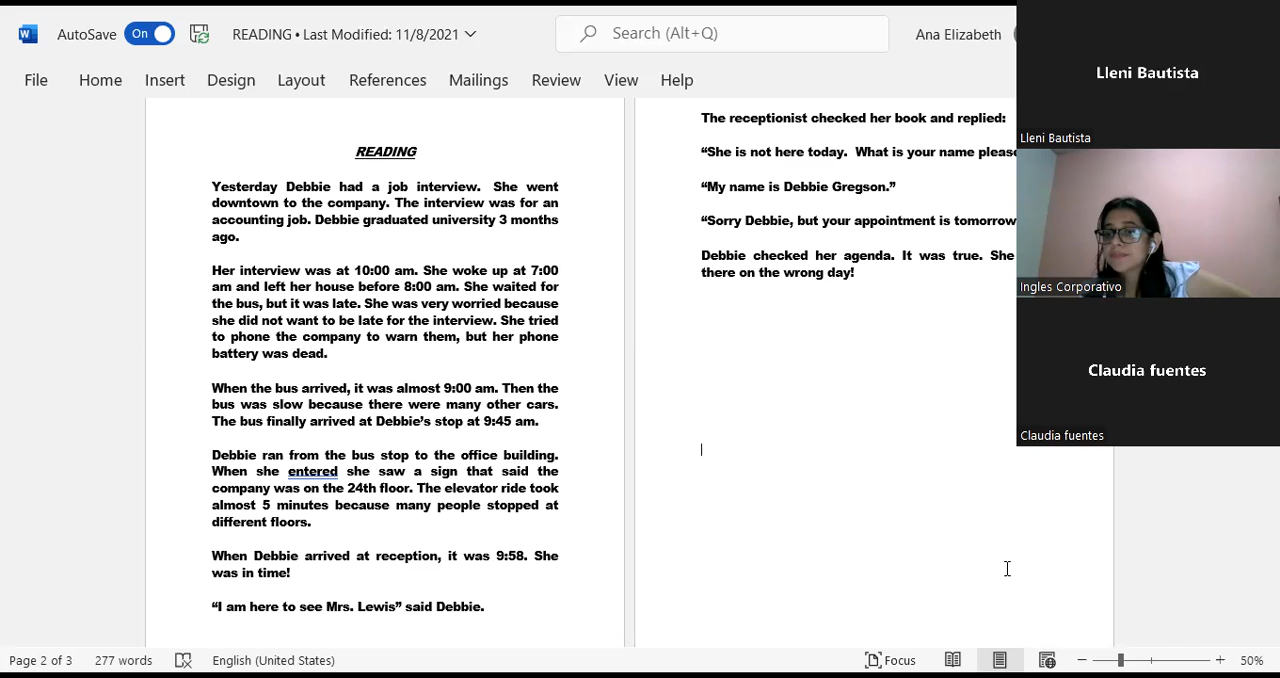 AutoSave On READING • Last Modified: 11/8/2021 Search (Alt+Q) Ana Elizabeth
File Home Insert Design Layout References Mailings Review View Help
READING
Yesterday Debbie had a job interview. She went
downtown to the company. The interview was for an
accounting job. Debbie graduated university 3 months
ago.
Her interview was at 10:00 am. She woke up at 7:00
am and left her house before 8:00 am. She waited for
the bus, but it was late. She was very worried because
she did not want to be late for the interview. She tried
to phone the company to warn them, but her phone
battery was dead.
When the bus arrived, it was almost 9:00 am. Then the
bus was slow because there were many other cars.
The bus finally arrived at Debbie’s stop at 9:45 am.
Debbie ran from the bus stop to the office building.
When she entered she saw a sign that said the
company was on the 24th floor. The elevator ride took
almost 5 minutes because many people stopped at
different floors.
When Debbie arrived at reception, it was 9:58. She
was in time!
“I am here to see Mrs. Lewis” said Debbie.
The receptionist checked her book and replied:
“She is not here today. What is your name please
“My name is Debbie Gregson.”
“Sorry Debbie, but your appointment is tomorrow
Debbie checked her agenda. It was true. She
there on the wrong day!
Lleni Bautista
Lleni Bautista
Ingles Corporativo
Claudia fuentes
Claudia fuentes
Page 2 of 3 277 words English (United States) Focus 50%